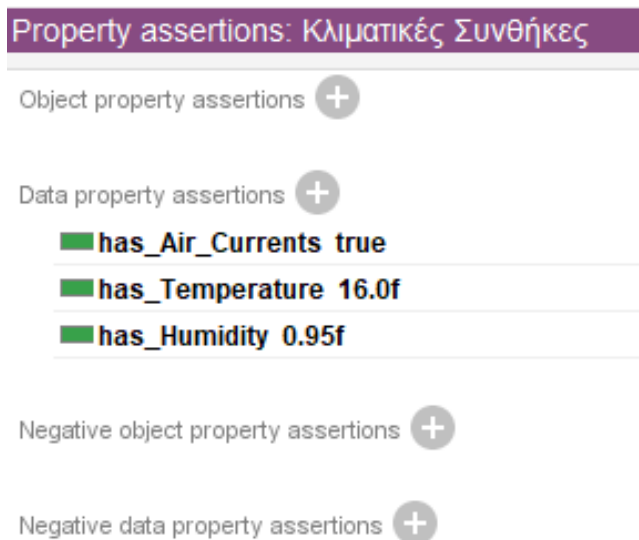 Property assertions: Κλιματικές Συνθήκες
Object property assertions
Data property assertions
has_Air_Currents true
has_Temperature 16.0f
has_Humidity 0.95f
Negative object property assertions
Negative data property assertions